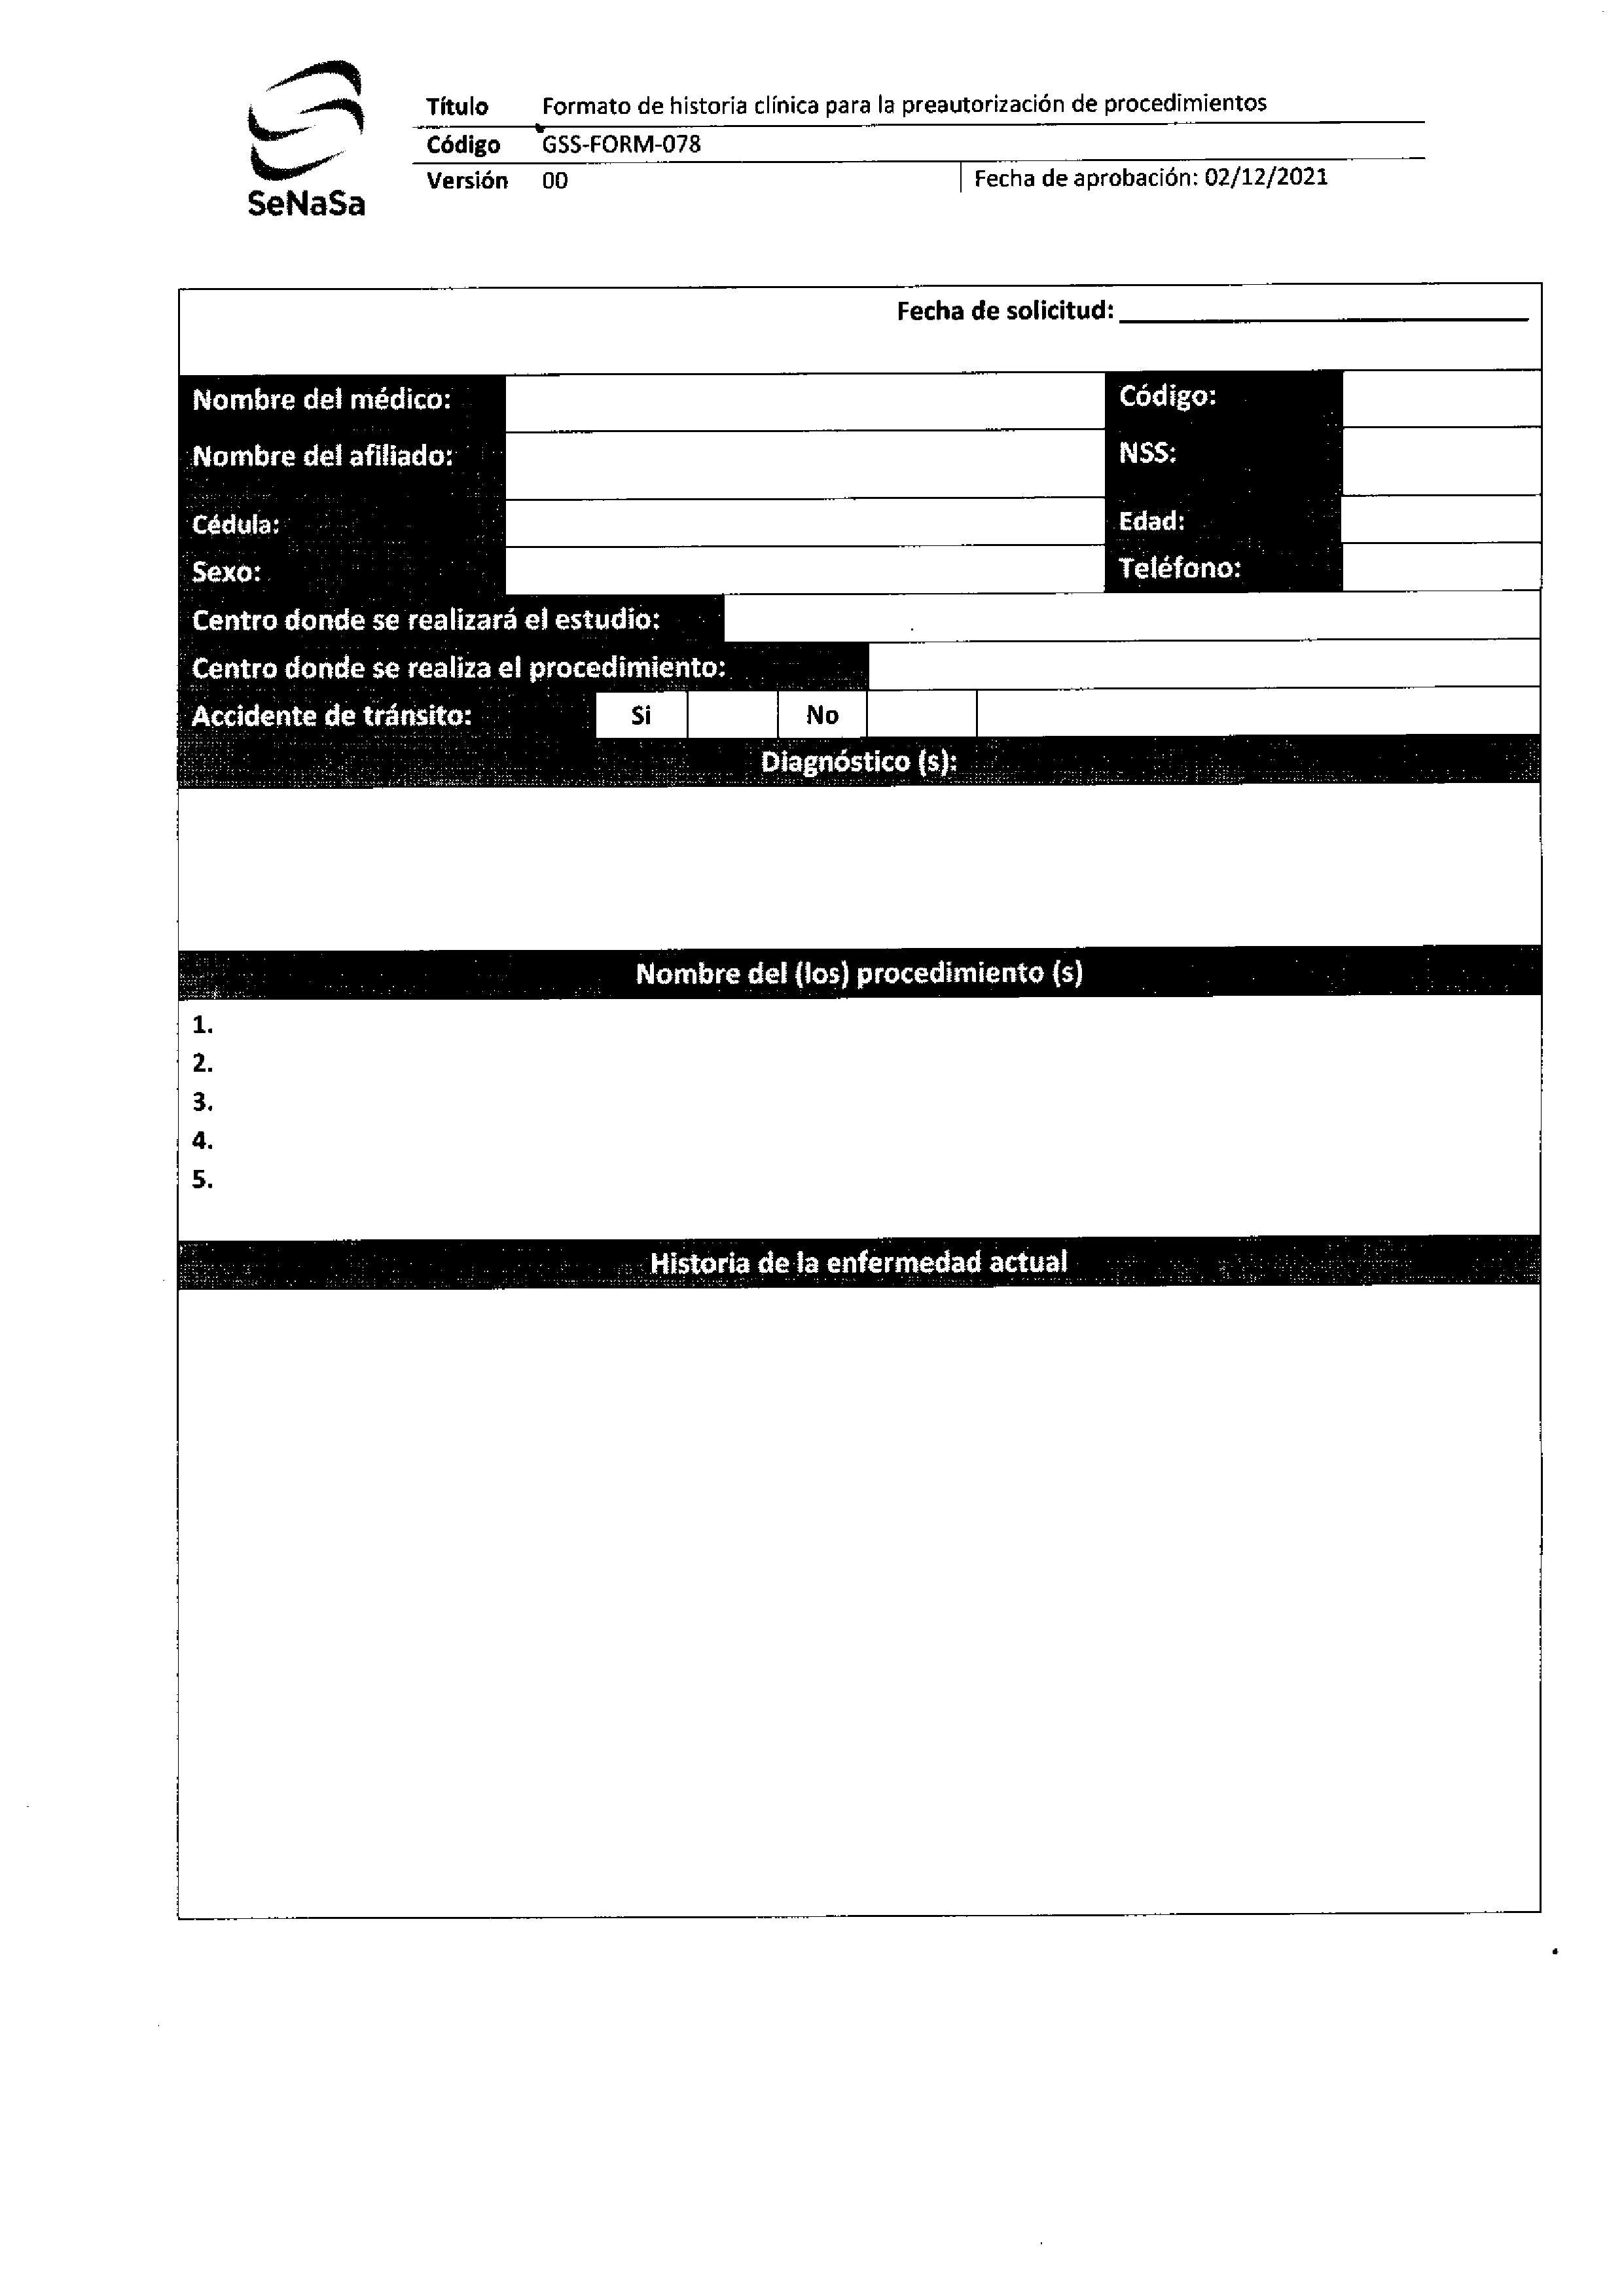 SeNaSa
Título Formato de historia clínica para la preautorización de procedimientos
Código GSS-FORM-078
Versión 00 Fecha de aprobación: 02/12/2021
Fecha de solicitud:
Nombre del médico: Código:
Nombre del afiliado: NSS:
Cédula: Edad:
Sexo: Teléfono:
Centro donde se realizará el estudio:
Centro donde se realiza el procedimiento:
Accidente de tránsito: Si No
Diagnóstico (s):
Nombre del (los) procedimiento (s)
1.
2.
3.
4.
5.
Historia de la enfermedad actual